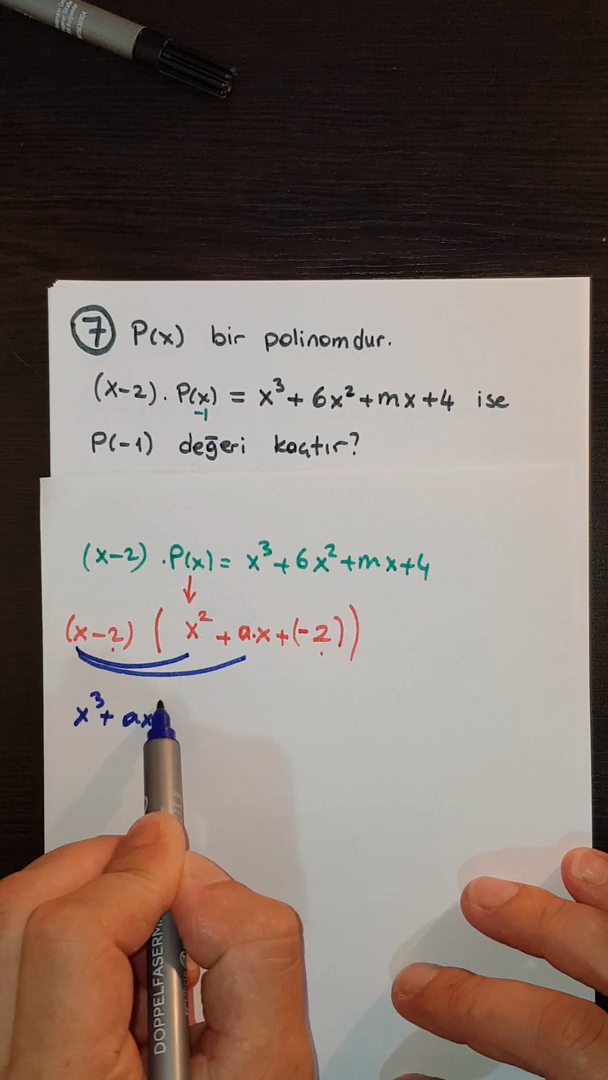 7 P(x) bir polinomdur.
(x-2). P(x) = x³+ 6x²+mx+4 ise
-1
P(-1) değeri kaçtır?
(x-2) .P(x)= x³+6x²+mx+4
(x-2) ( x²+a.x+(-2))
x³+ ax
DOPPELFASERM